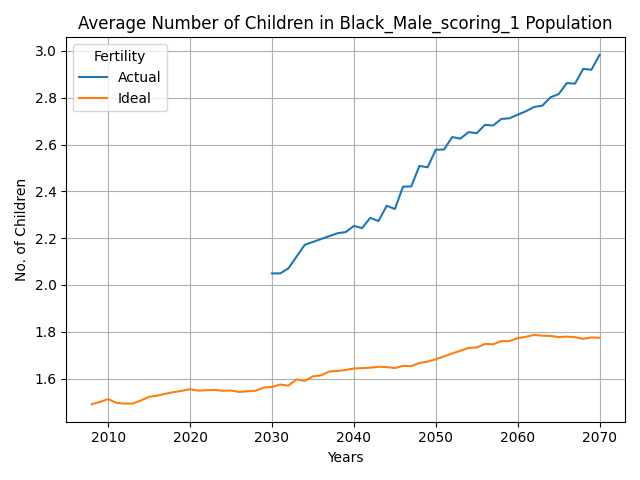 Average Number of Children in Black_Male_scoring_1 Population
Fertility
Actual
Ideal
No. of Children
3.0
2.8
2.6
2.4
2.2
2.0
1.8
1.6
2010 2020 2030 2040 2050 2060 2070
Years